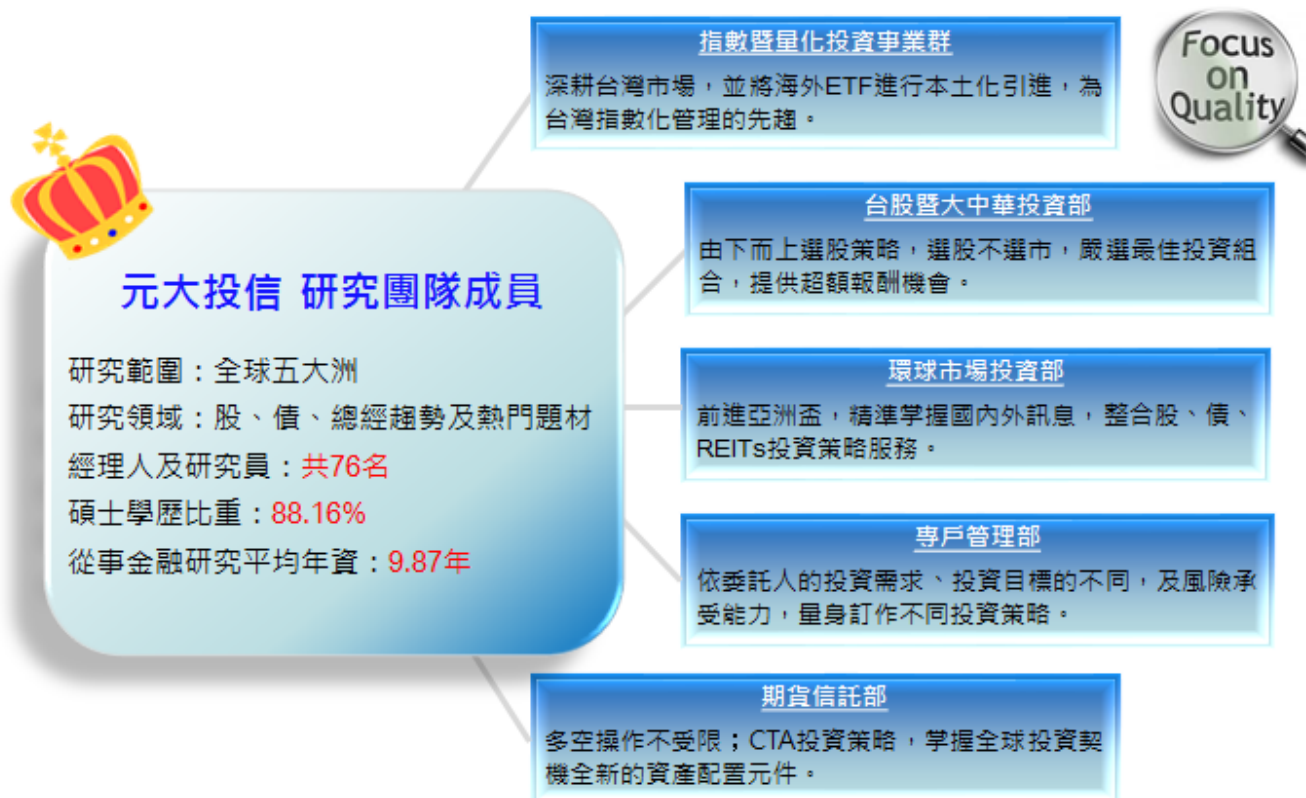 指數暨量化投資事業群
深耕台灣市場，並將海外ETF進行本土化引進，為
台灣指數化管理的先趨。
Focus
on
Quality
台股暨大中華投資部
由下而上選股策略，選股不選市，嚴選最佳投資組
合，提供超額報酬機會。
元大投信 研究團隊成員
研究範圍：全球五大洲
研究領域：股、債、總經趨勢及熱門題材
經理人及研究員：共76名
碩士學歷比重：88.16%
從事金融研究平均年資：9.87年
環球市場投資部
前進亞洲盃，精準掌握國內外訊息，整合股、債、
REITs投資策略服務。
專戶管理部
依委託人的投資需求、投資目標的不同，及風險承
受能力，量身訂作不同投資策略。
期貨信託部
多空操作不受限；CTA投資策略，掌握全球投資契
機全新的資產配置元件。